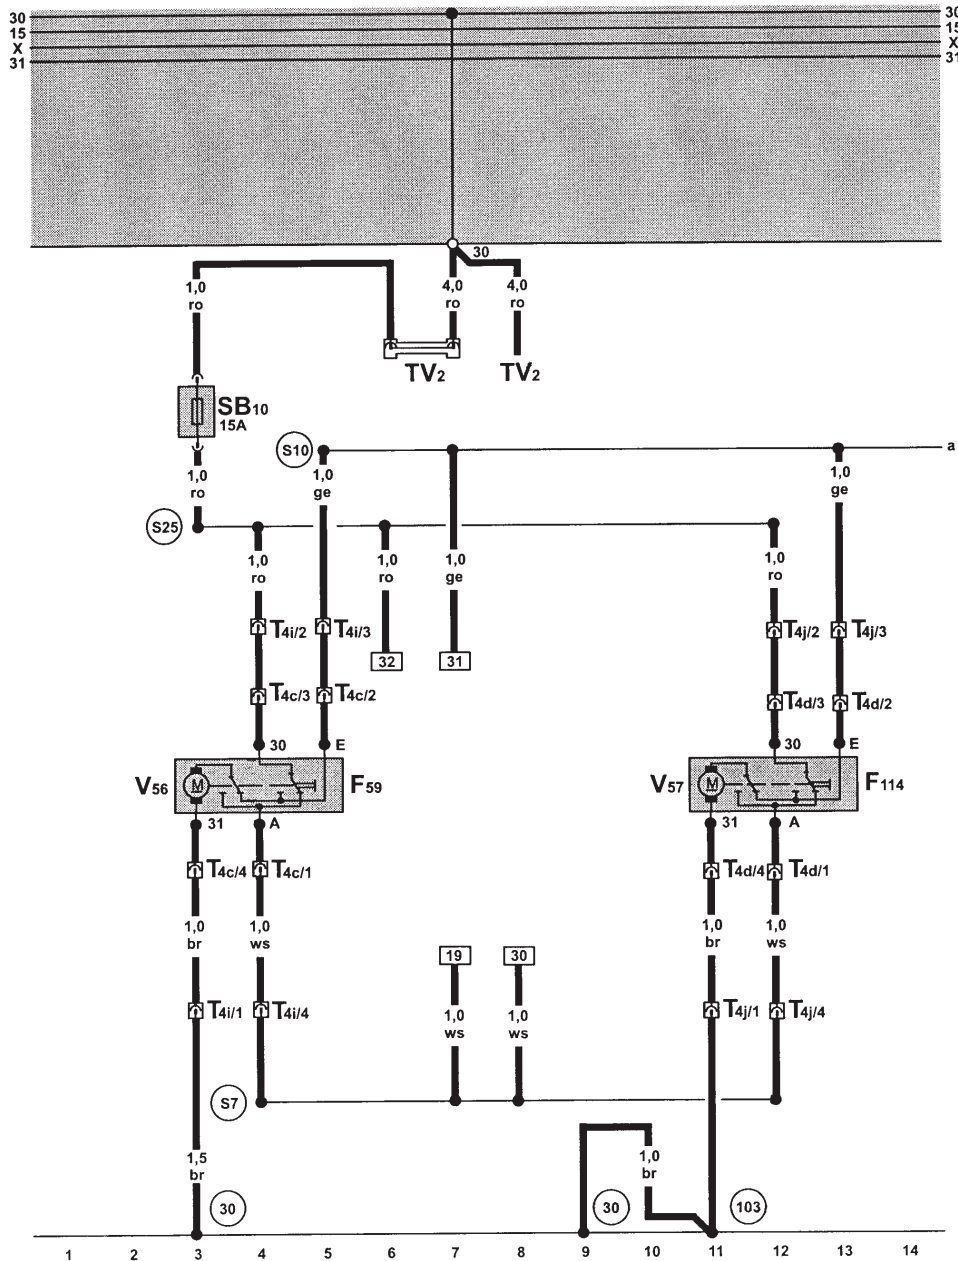 30 30
15 15
X X
31 31
30
1,0 4,0 4,0
ro ro ro
TV2 TV2
SB10
15A
S10 a
1,0 1,0 1,0
ro ge ge
S25
1,0 1,0 1,0 1,0
ro ro ge ro
T4i/2 T4i/3 T4j/2 T4j/3
32 31
T4c/3 T4c/2 T4d/3 T4d/2
30 E 30 E
V56 M F59 V57 M F114
31 A 31 A
T4c/4 T4c/1 T4d/4 T4d/1
1,0 1,0 1,0 1,0
br ws br ws
19 30
T4i/1 T4i/4 1,0 1,0 T4j/1 T4j/4
ws ws
S7
1,5 1,0
br br
30 30 103
1 2 3 4 5 6 7 8 9 10 11 12 13 14